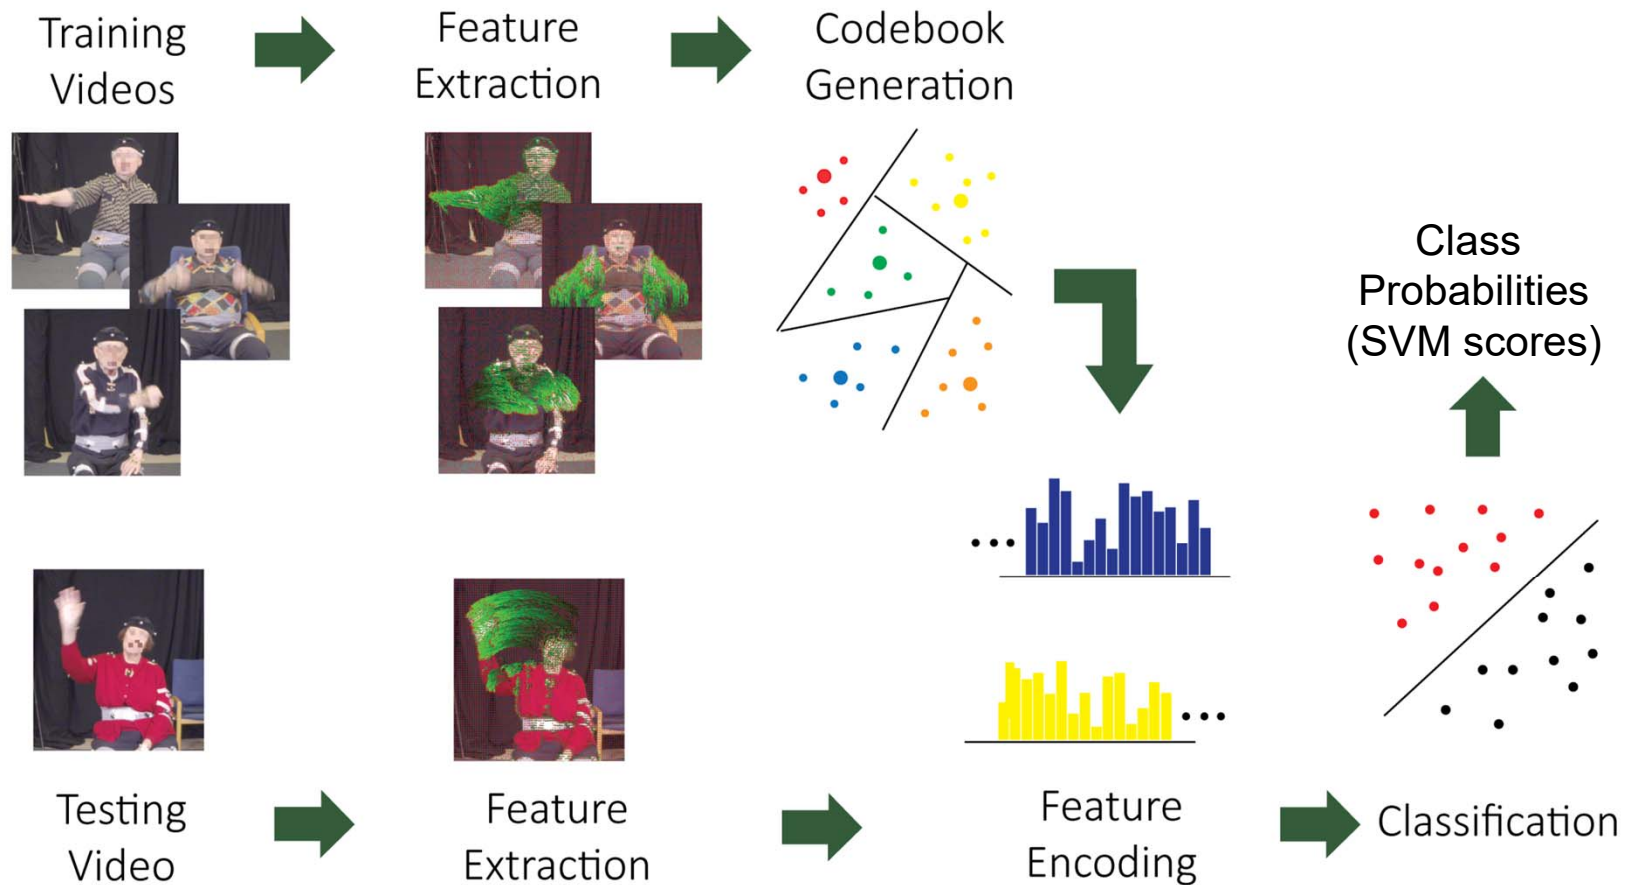 Training
Videos
Feature
Extraction
Codebook
Generation
Class
Probabilities
(SVM scores)
Testing
Video
Feature
Extraction
Feature
Encoding
Classification